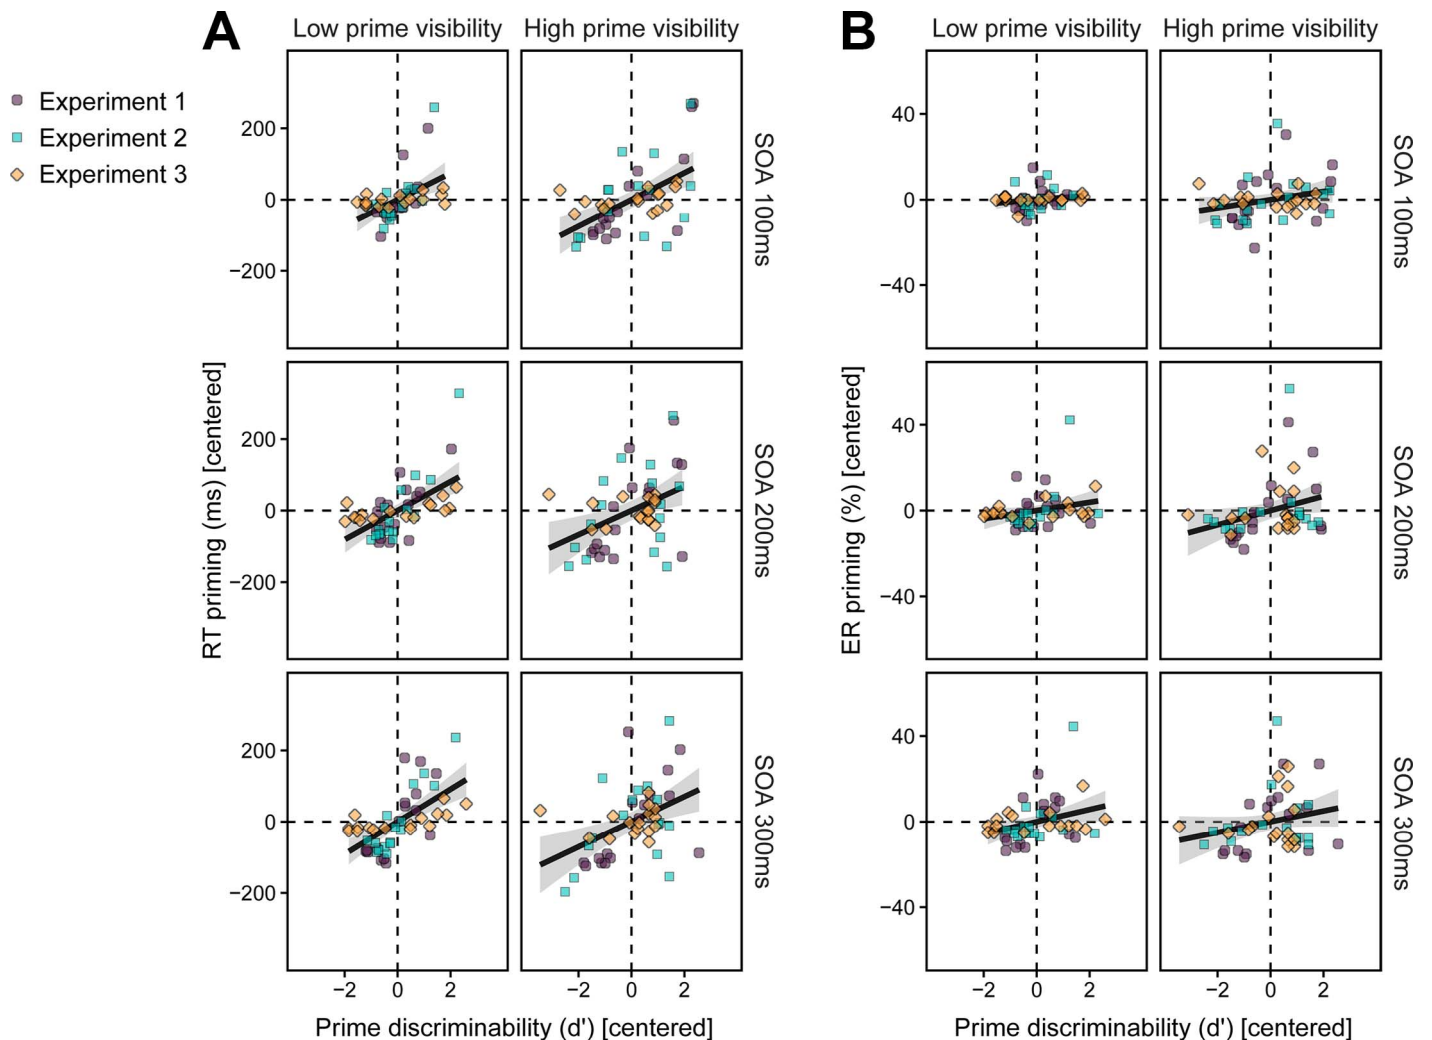 A
Low prime visibility
High prime visibility
B
Low prime visibility
High prime visibility
Experiment 1
Experiment 2
Experiment 3
200
0
−200
SOA 100ms
40
0
−40
SOA 100ms
RT priming (ms) [centered]
200
0
−200
SOA 200ms
ER priming (%) [centered]
40
0
−40
SOA 200ms
200
0
−200
SOA 300ms
40
0
−40
SOA 300ms
−2 0 2
−2 0 2
−2 0 2
−2 0 2
Prime discriminability (d') [centered]
Prime discriminability (d') [centered]